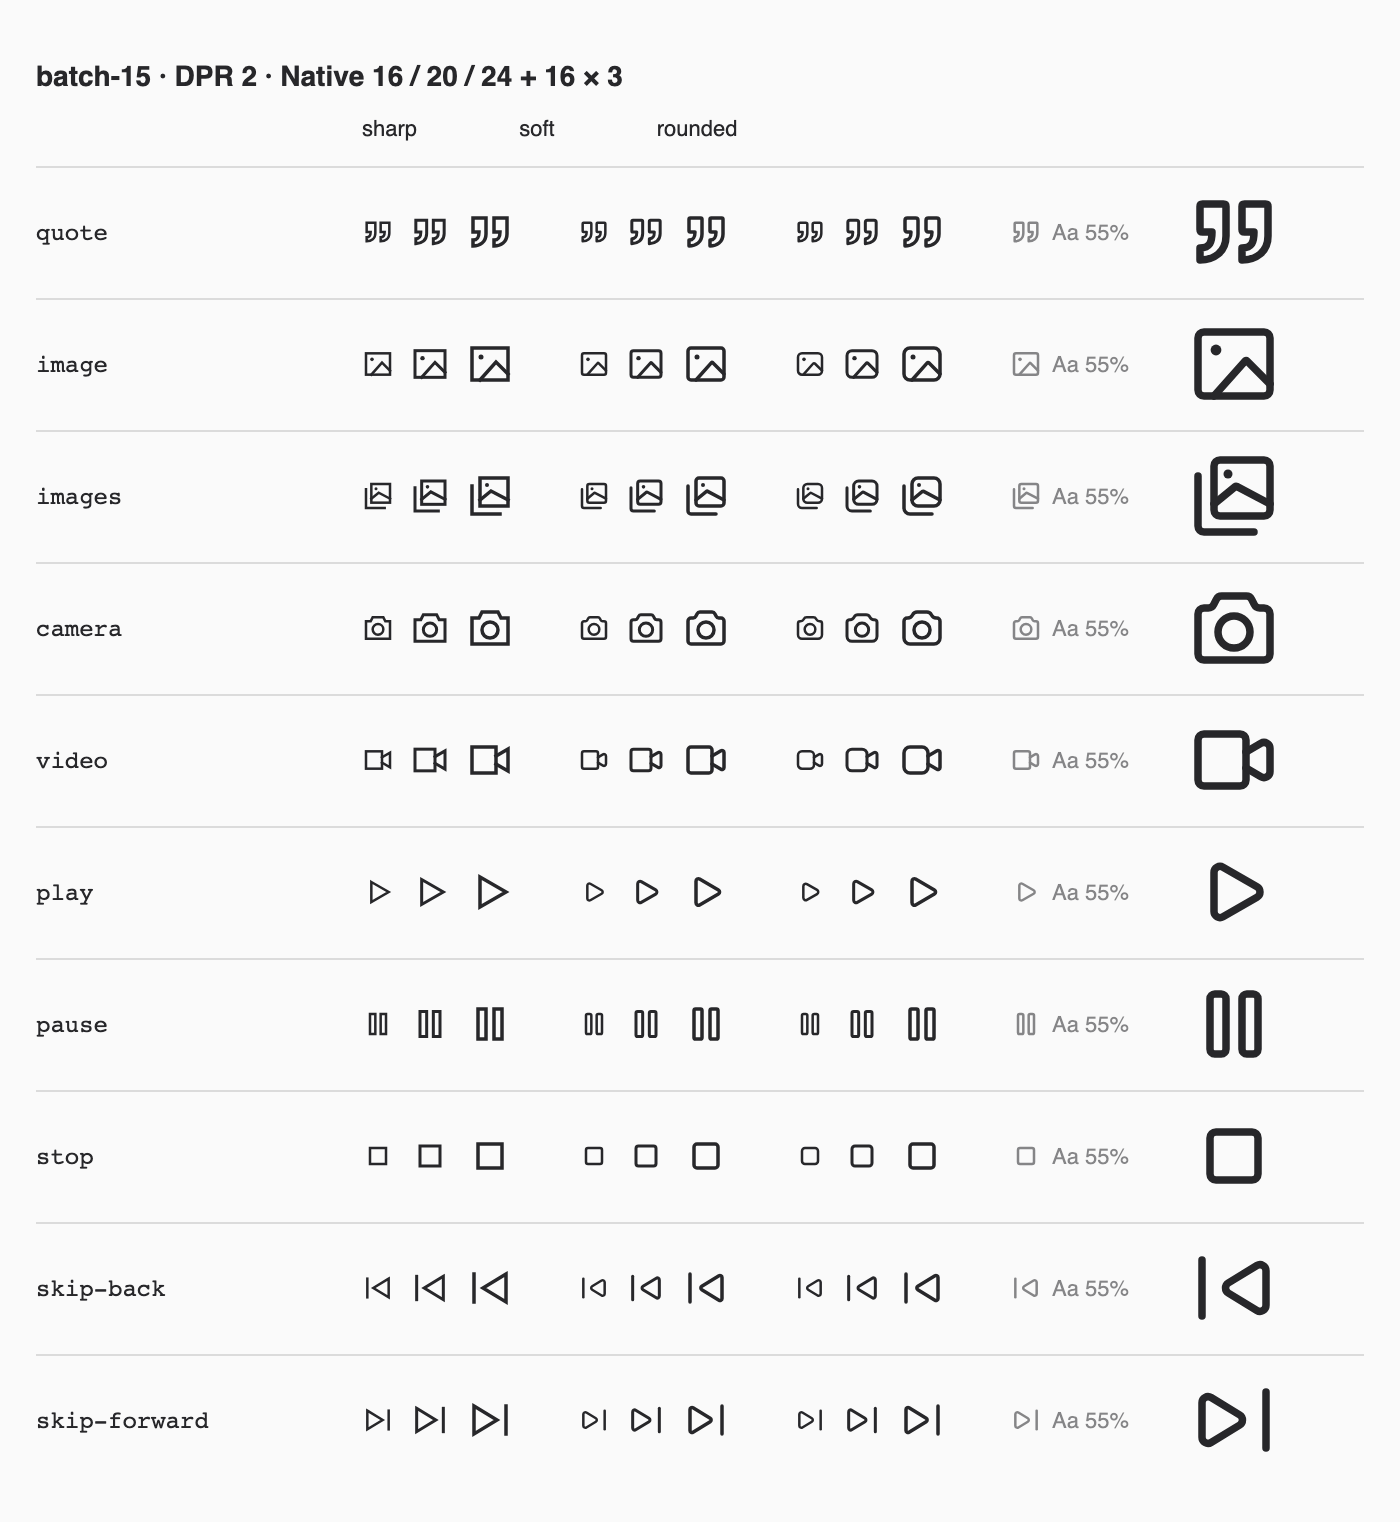 batch-15 · DPR 2 · Native 16 / 20 / 24 + 16 × 3
sharp soft rounded
quote Aa 55%
image Aa 55%
images Aa 55%
camera Aa 55%
video Aa 55%
play Aa 55%
pause Aa 55%
stop Aa 55%
skip-back Aa 55%
skip-forward Aa 55%